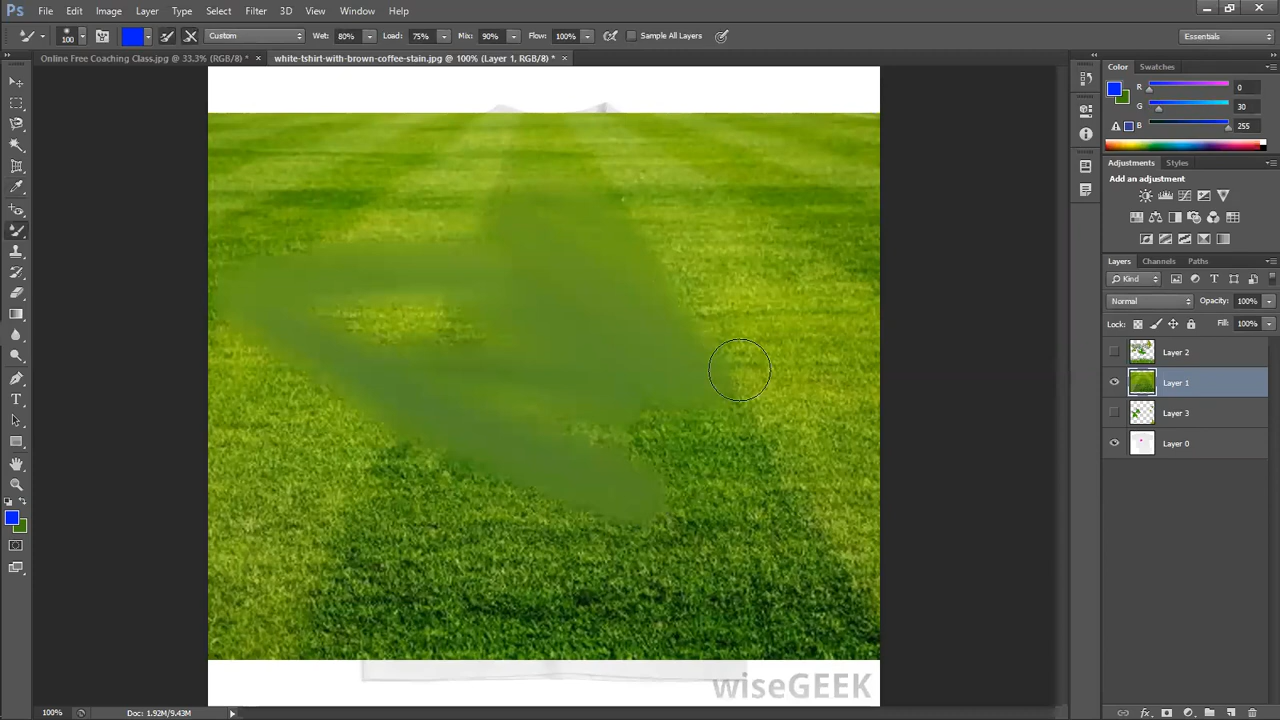 Ps File Edit Image Layer Type Select Filter 3D View Window Help
100 Custom Wet: 80% Load: 75% Mix: 90% Flow: 100% Sample All Layers Essentials
Online Free Coaching Class.jpg @ 33.3% (RGB/8) * × white-tshirt-with-brown-coffee-stain.jpg @ 100% (Layer 1, RGB/8) * ×
Color Swatches
R 0
G 30
B 255
Adjustments Styles
Add an adjustment
Layers Channels Paths
Kind
Normal Opacity: 100%
Lock: Fill: 100%
Layer 2
Layer 1
Layer 3
Layer 0
wiseGEEK
100% Doc: 1.92M/9.43M